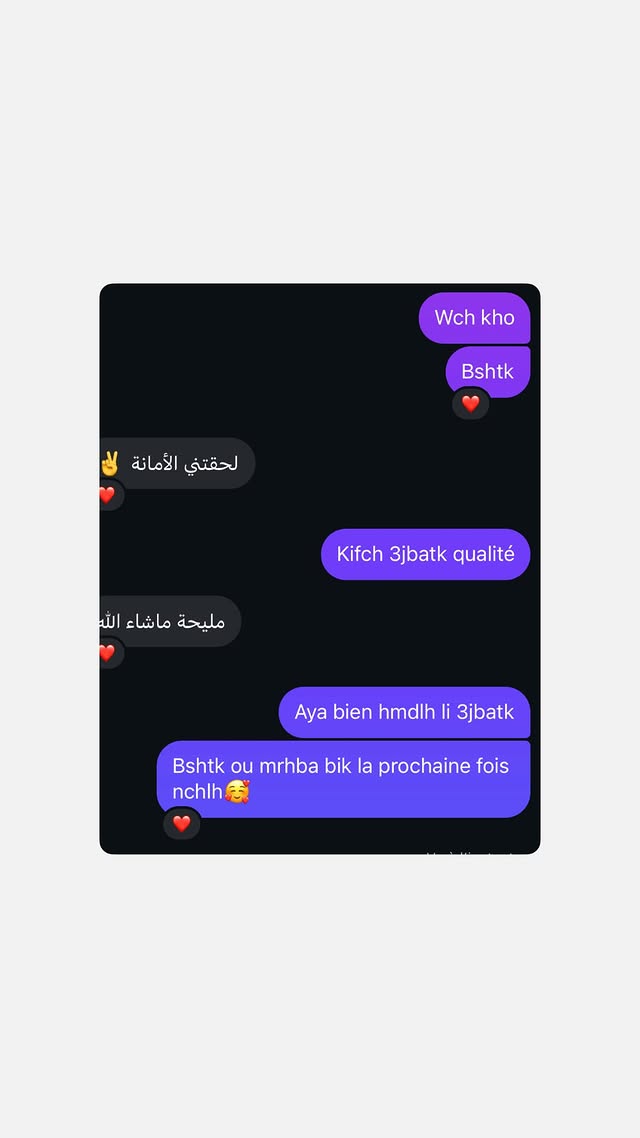 Wch kho
Bshtk
لحقتني الأمانة ✌️
Kifch 3jbatk qualité
مليحة ماشاء الله
Aya bien hmdlh li 3jbatk
Bshtk ou mrhba bik la prochaine fois
nchlh🥰